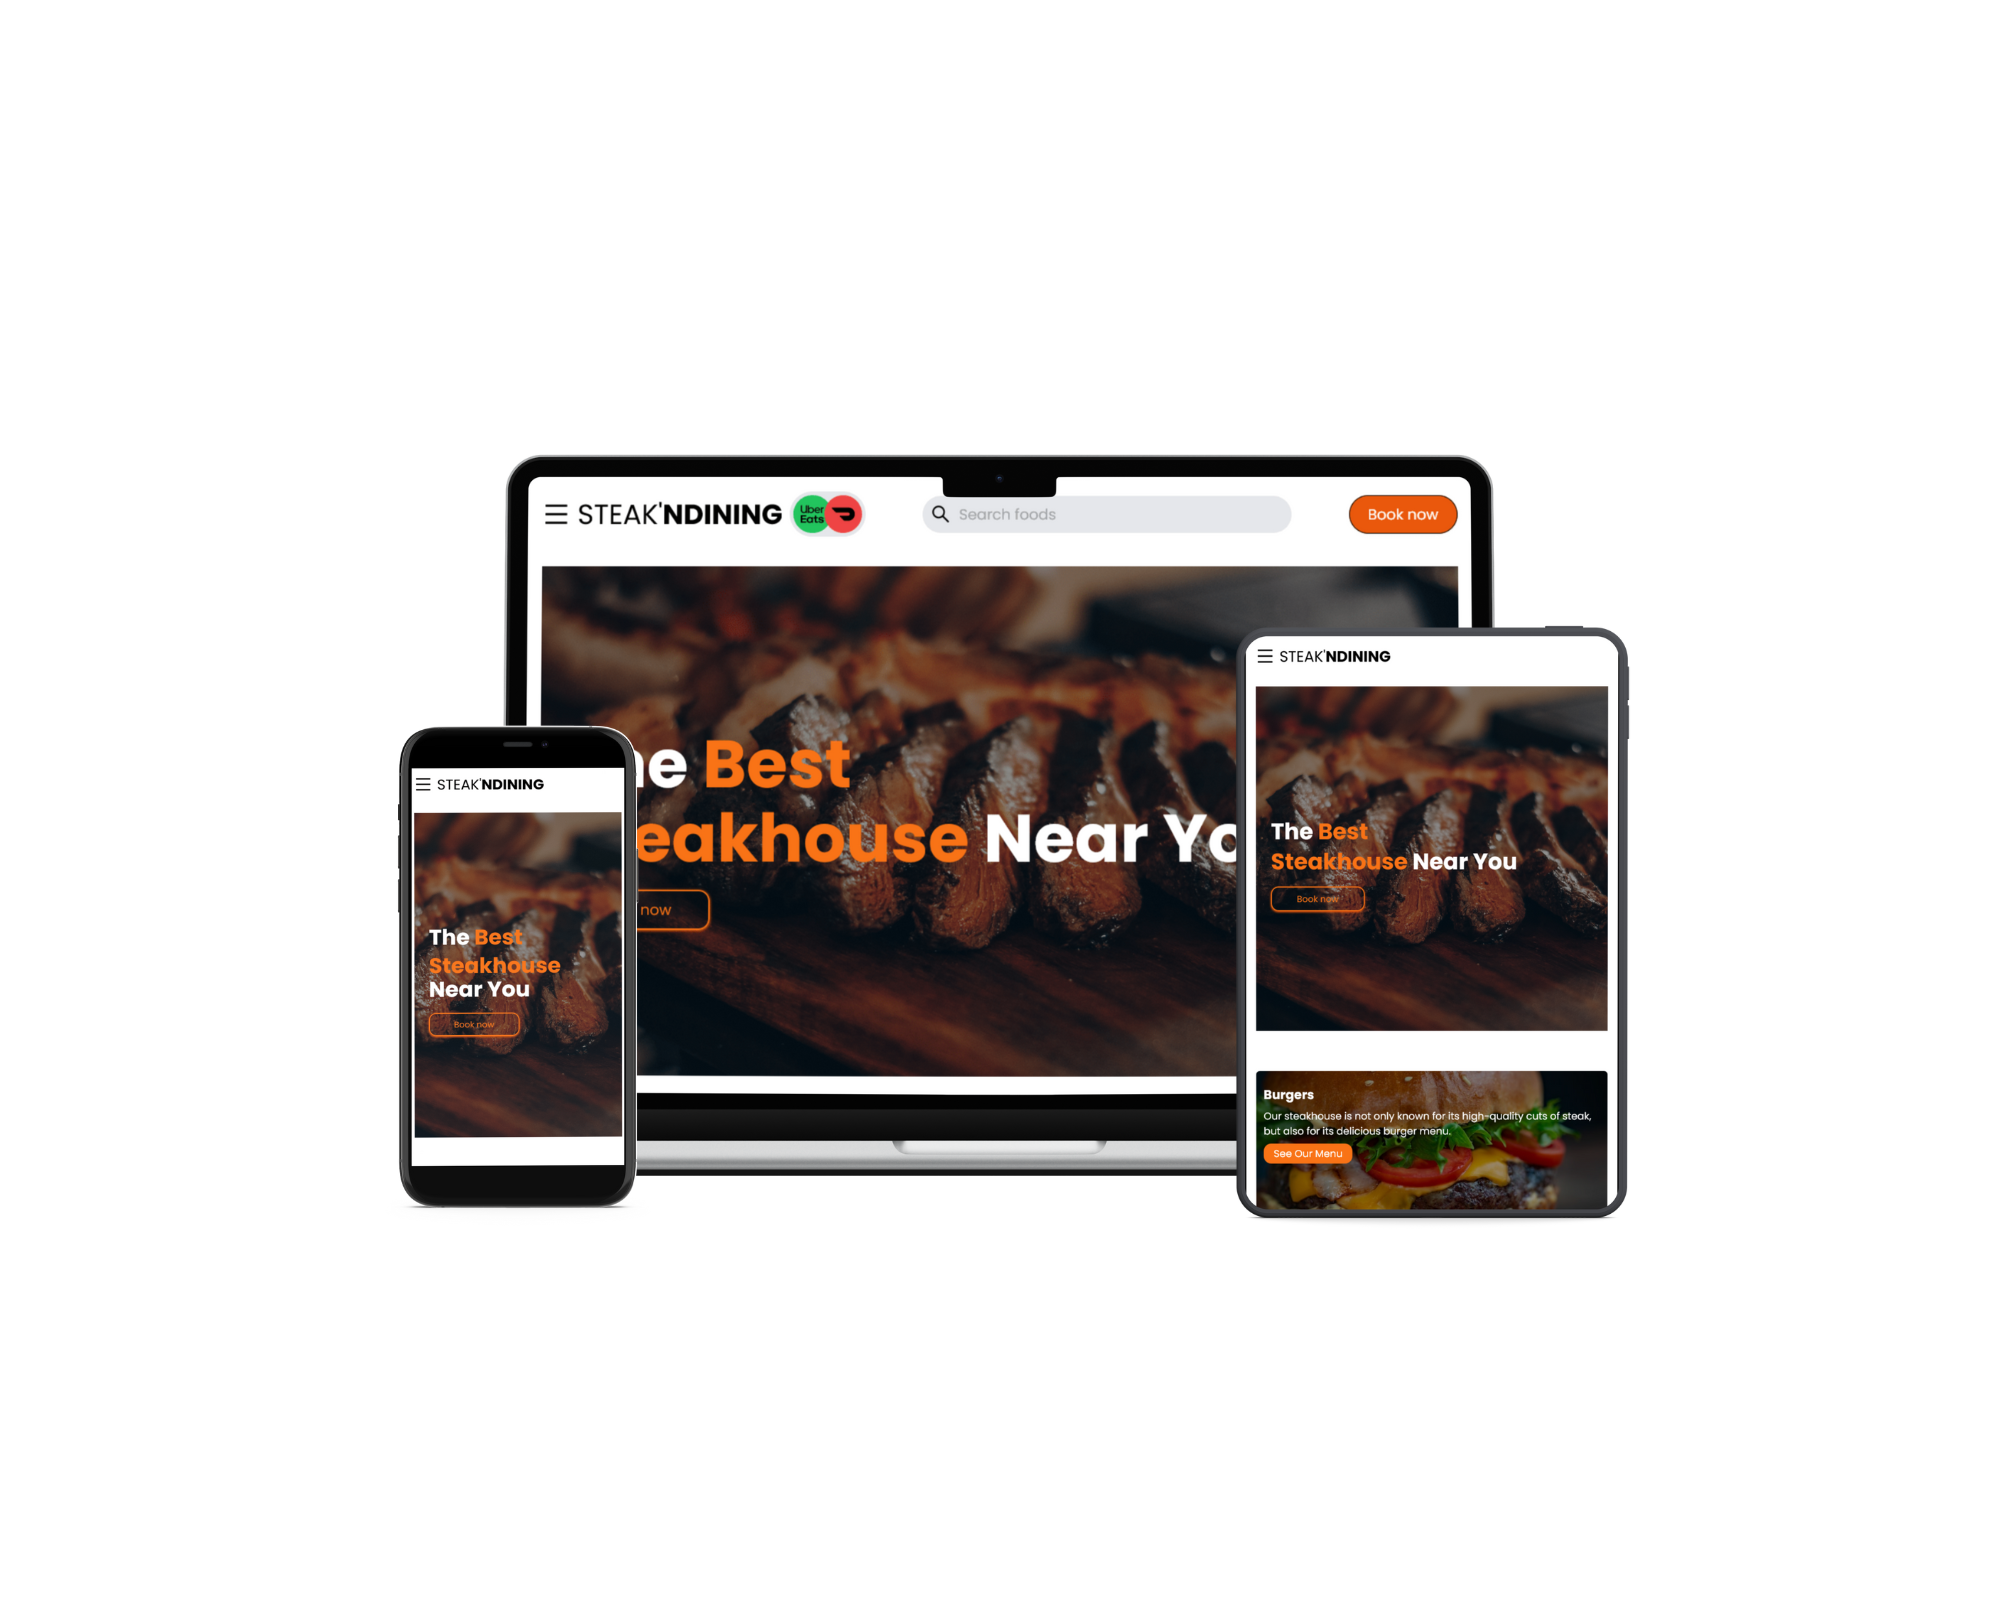 STEAK'NDINING
Uber
Eats
Search foods
Book now
Best
Near
now
STEAK'NDINING
The Best
Steakhouse
Near You
Book now
STEAK'NDINING
The Best
Steakhouse Near You
Book now
Burgers
Our steakhouse is not only known for its high-quality cuts of steak,
but also for its delicious burger menu.
See Our Menu